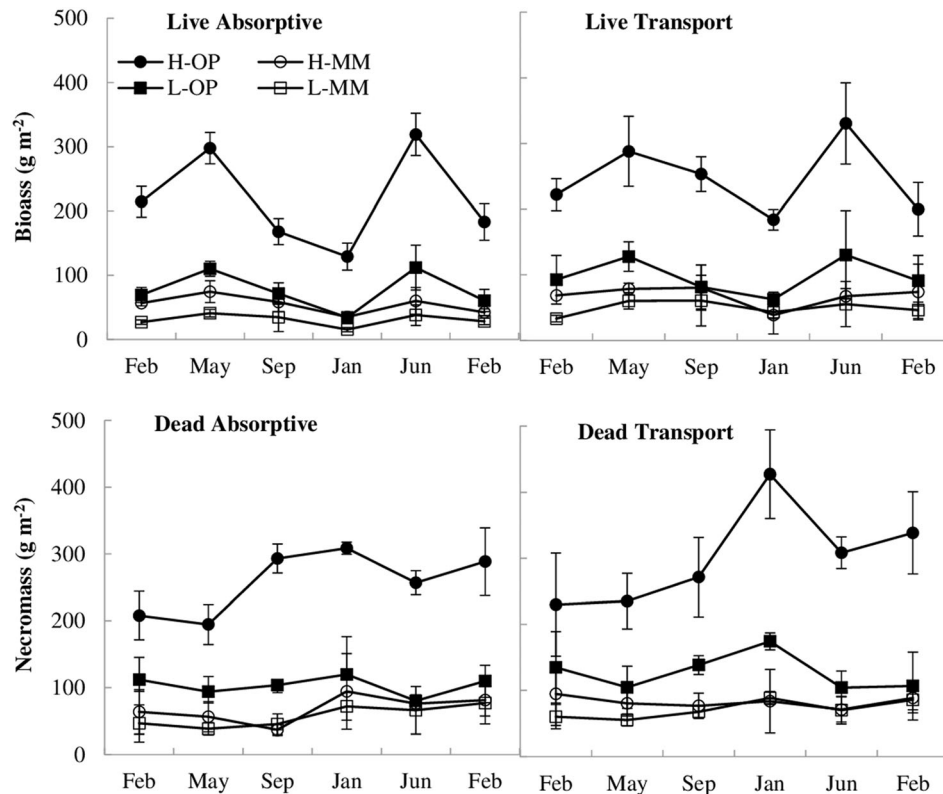 Live Absorptive
Live Transport
H-OP H-MM
L-OP L-MM
Bioass (g m⁻²)
500
400
300
200
100
0
Feb May Sep Jan Jun Feb
Feb May Sep Jan Jun Feb
Dead Absorptive
Dead Transport
Necromass (g m⁻²)
500
400
300
200
100
0
Feb May Sep Jan Jun Feb
Feb May Sep Jan Jun Feb